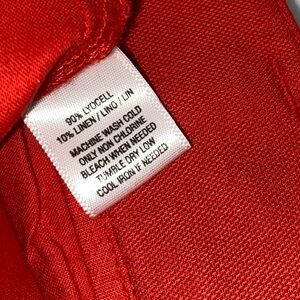 90% LYOCELL
10% LINEN / LINO / LIN
MACHINE WASH COLD
ONLY NON CHLORINE
BLEACH WHEN NEEDED
TUMBLE DRY LOW
COOL IRON IF NEEDED